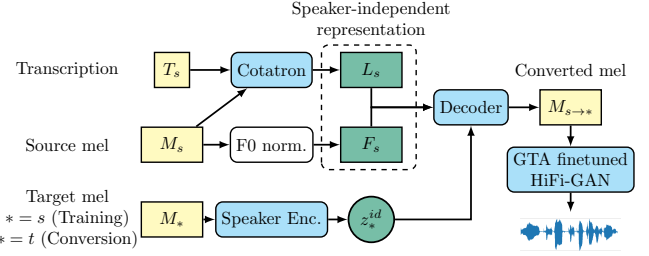 Speaker-independent
representation
Transcription
T_s
Cotatron
L_s
Converted mel
Decoder
M_{s→*}
Source mel
M_s
F0 norm.
F_s
GTA finetuned
HiFi-GAN
Target mel
* = s (Training)
* = t (Conversion)
M_*
Speaker Enc.
z_*^{id}